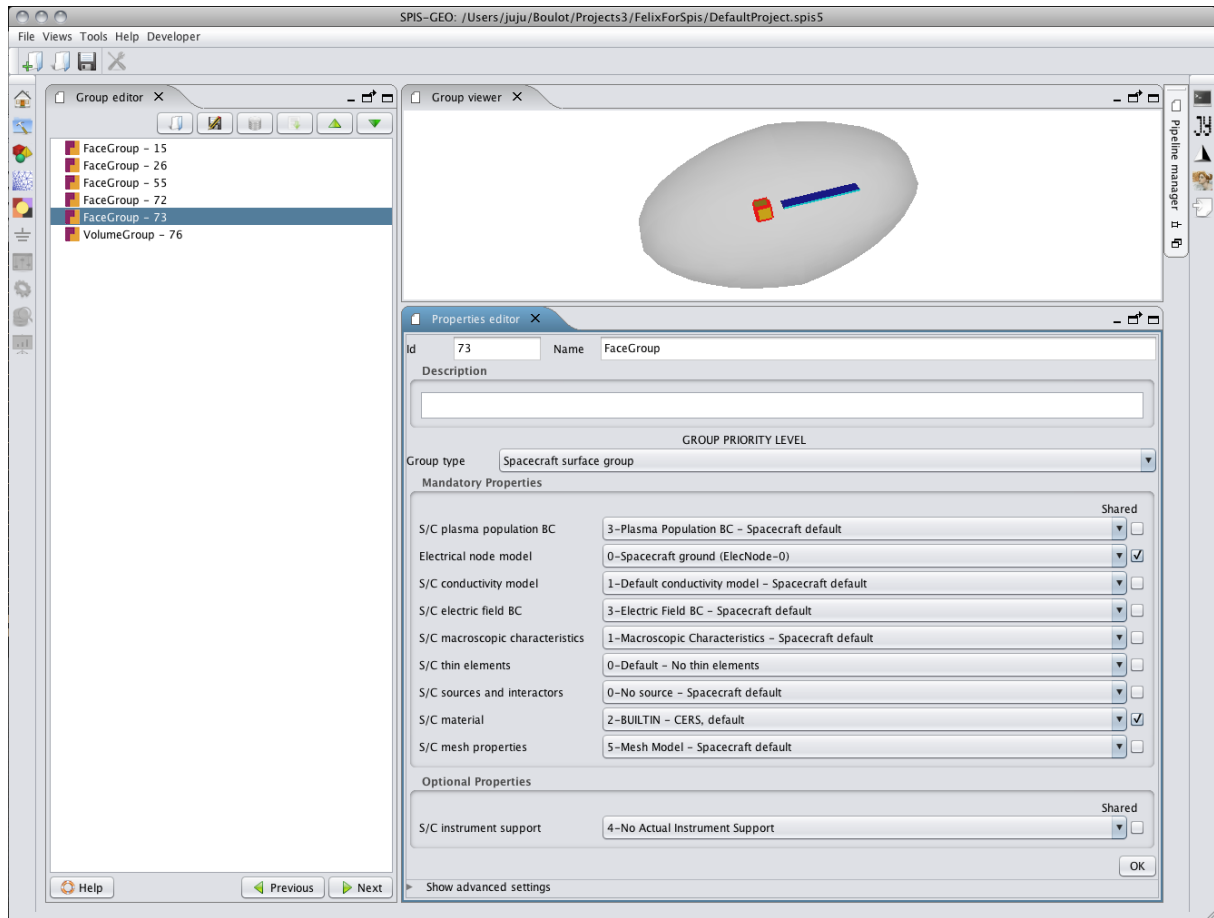 SPIS-GEO: /Users/juju/Boulot/Projects3/FelixForSpis/DefaultProject.spis5
File Views Tools Help Developer
Group editor
FaceGroup - 15
FaceGroup - 26
FaceGroup - 55
FaceGroup - 72
FaceGroup - 73
VolumeGroup - 76
Help
Previous
Next
Group viewer
Pipeline manager
Properties editor
Id 73 Name FaceGroup
Description
GROUP PRIORITY LEVEL
Group type Spacecraft surface group
Mandatory Properties
Shared
S/C plasma population BC 3-Plasma Population BC - Spacecraft default
Electrical node model 0-Spacecraft ground (ElecNode-0)
S/C conductivity model 1-Default conductivity model - Spacecraft default
S/C electric field BC 3-Electric Field BC - Spacecraft default
S/C macroscopic characteristics 1-Macroscopic Characteristics - Spacecraft default
S/C thin elements 0-Default - No thin elements
S/C sources and interactors 0-No source - Spacecraft default
S/C material 2-BUILTIN - CERS, default
S/C mesh properties 5-Mesh Model - Spacecraft default
Optional Properties
Shared
S/C instrument support 4-No Actual Instrument Support
OK
Show advanced settings